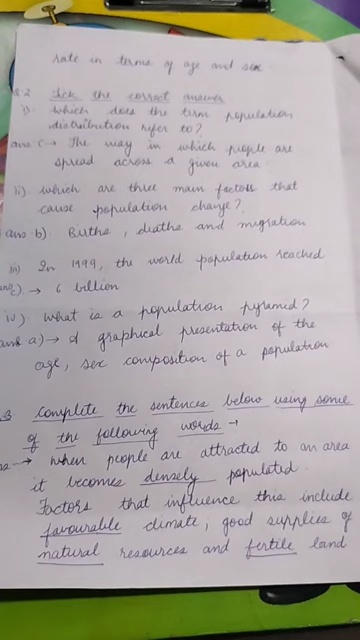 rate in terms of age and sex
Q.2 Tick the correct answer
i) which does the term population
distribution refer to?
ans c → The way in which people are
spread across a given area
ii) which are three main factors that
cause population change?
ans b) Births, deaths and migration
iii) In 1999, the world population reached
ans c) → 6 billion
iv) what is a population pyramid?
ans a) → A graphical presentation of the
age, sex composition of a population
3 Complete the sentences below using some
of the following words →
→ when people are attracted to an area
it becomes densely populated.
Factors that influence this include
favourable climate, good supplies of
natural resources and fertile land